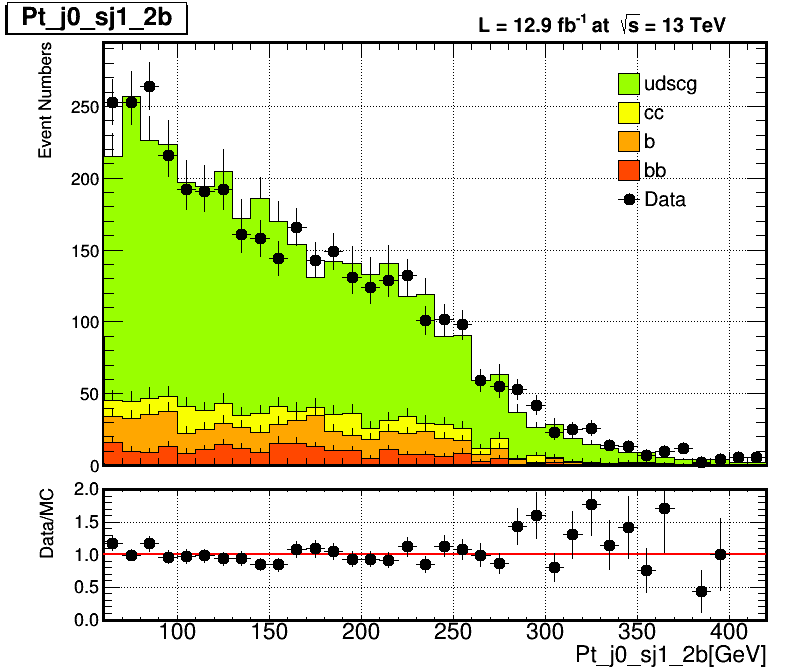 Pt_j0_sj1_2b
L = 12.9 fb-1 at √s = 13 TeV
Event Numbers
250
200
150
100
50
0
udscg
cc
b
bb
Data
Data/MC
2.0
1.5
1.0
0.5
0.0
100 150 200 250 300 350 400
Pt_j0_sj1_2b[GeV]